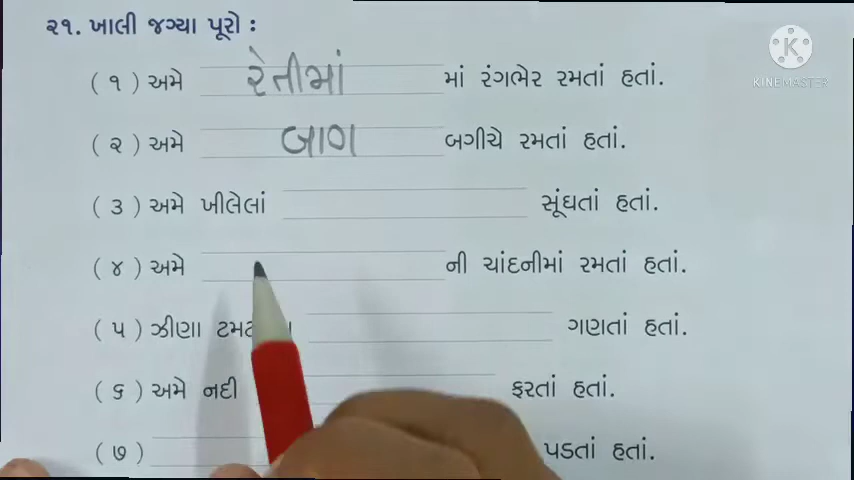 ૨૧. ખાલી જગ્યા પૂરો :
(૧) અમે રેતીમાં માં રંગભેર રમતાં હતાં.
(૨) અમે બાગ બગીચે રમતાં હતાં.
(૩) અમે ખીલેલાં સૂંઘતાં હતાં.
(૪) અમે ની ચાંદનીમાં રમતાં હતાં.
(૫) ઝીણા ગણતાં હતાં.
(૬) અમે નદી ફરતાં હતાં.
(૭) પડતાં હતાં.
KINEMASTER